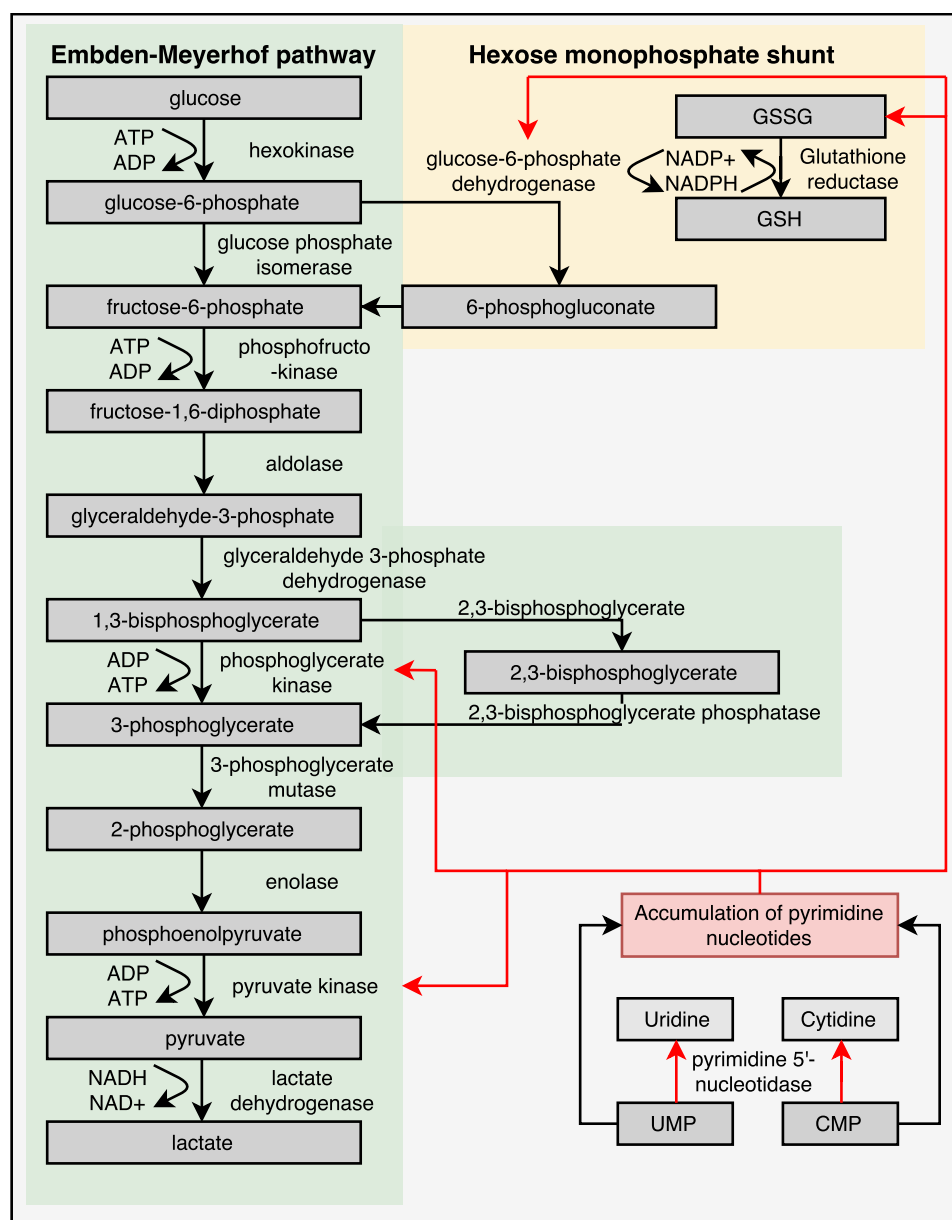 Embden-Meyerhof pathway
Hexose monophosphate shunt
glucose
ATP
ADP
hexokinase
glucose-6-phosphate
glucose phosphate
isomerase
fructose-6-phosphate
ATP
ADP
phosphofructo
-kinase
fructose-1,6-diphosphate
aldolase
glyceraldehyde-3-phosphate
glyceraldehyde 3-phosphate
dehydrogenase
1,3-bisphosphoglycerate
ADP
ATP
phosphoglycerate
kinase
3-phosphoglycerate
3-phosphoglycerate
mutase
2-phosphoglycerate
enolase
phosphoenolpyruvate
ADP
ATP
pyruvate kinase
pyruvate
NADH
NAD+
lactate
dehydrogenase
lactate
glucose-6-phosphate
dehydrogenase
GSSG
NADP+
NADPH
Glutathione
reductase
GSH
6-phosphogluconate
2,3-bisphosphoglycerate
2,3-bisphosphoglycerate
2,3-bisphosphoglycerate phosphatase
Accumulation of pyrimidine
nucleotides
Uridine
Cytidine
pyrimidine 5'-
nucleotidase
UMP
CMP